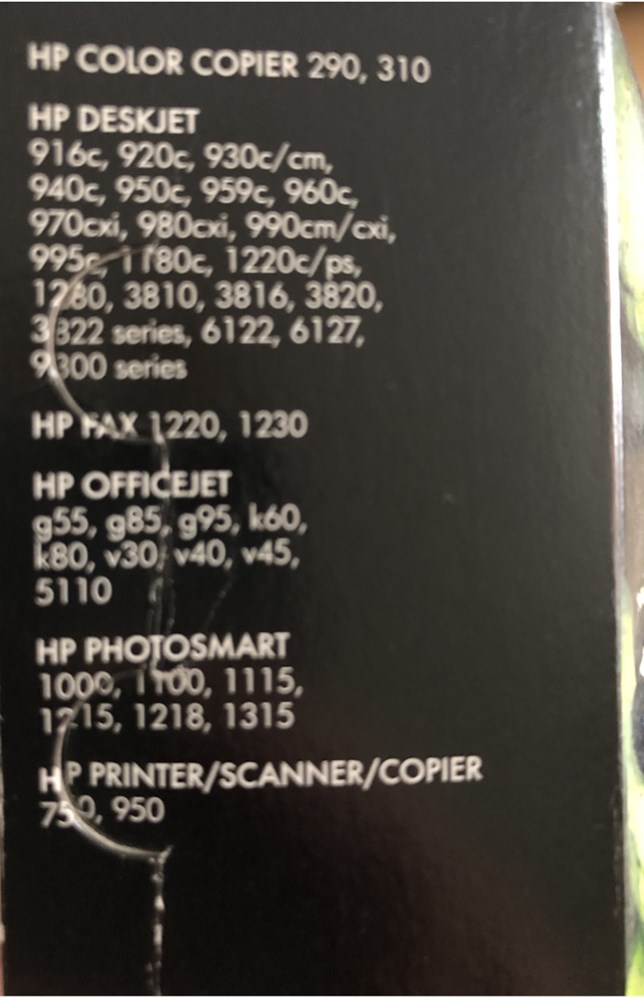 HP COLOR COPIER 290, 310
HP DESKJET
916c, 920c, 930c/cm,
940c, 950c, 959c, 960c,
970cxi, 980cxi, 990cm/cxi,
995c, 1180c, 1220c/ps,
1280, 3810, 3816, 3820,
3822 series, 6122, 6127,
9300 series
HP FAX 1220, 1230
HP OFFICEJET
g55, g85, g95, k60,
k80, v30, v40, v45,
5110
HP PHOTOSMART
1000, 1100, 1115,
1215, 1218, 1315
HP PRINTER/SCANNER/COPIER
750, 950